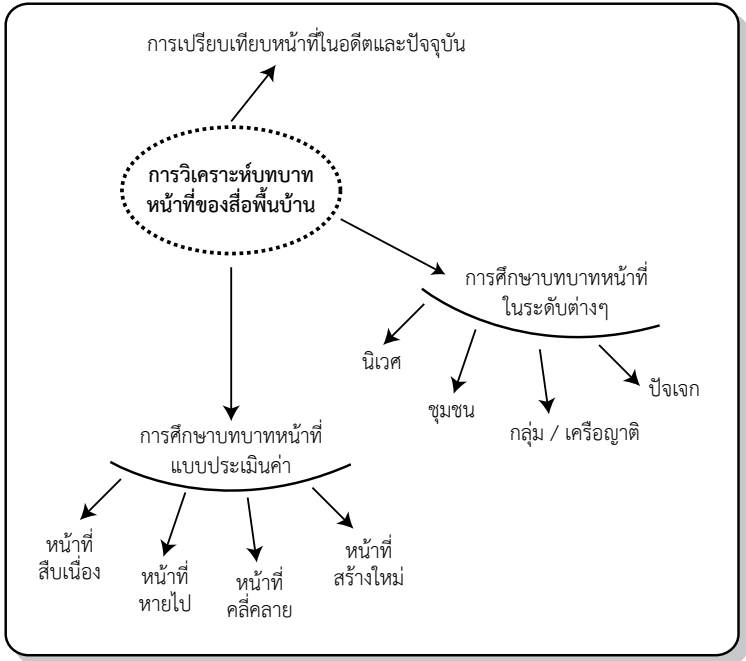 การเปรียบเทียบหน้าที่ในอดีตและปัจจุบัน
การวิเคราะห์บทบาท
หน้าที่ของสื่อพื้นบ้าน
การศึกษาบทบาทหน้าที่
ในระดับต่างๆ
นิเวศ
ชุมชน
กลุ่ม / เครือญาติ
ปัจเจก
การศึกษาบทบาทหน้าที่
แบบประเมินค่า
หน้าที่
สืบเนื่อง
หน้าที่
หายไป
หน้าที่
คลี่คลาย
หน้าที่
สร้างใหม่